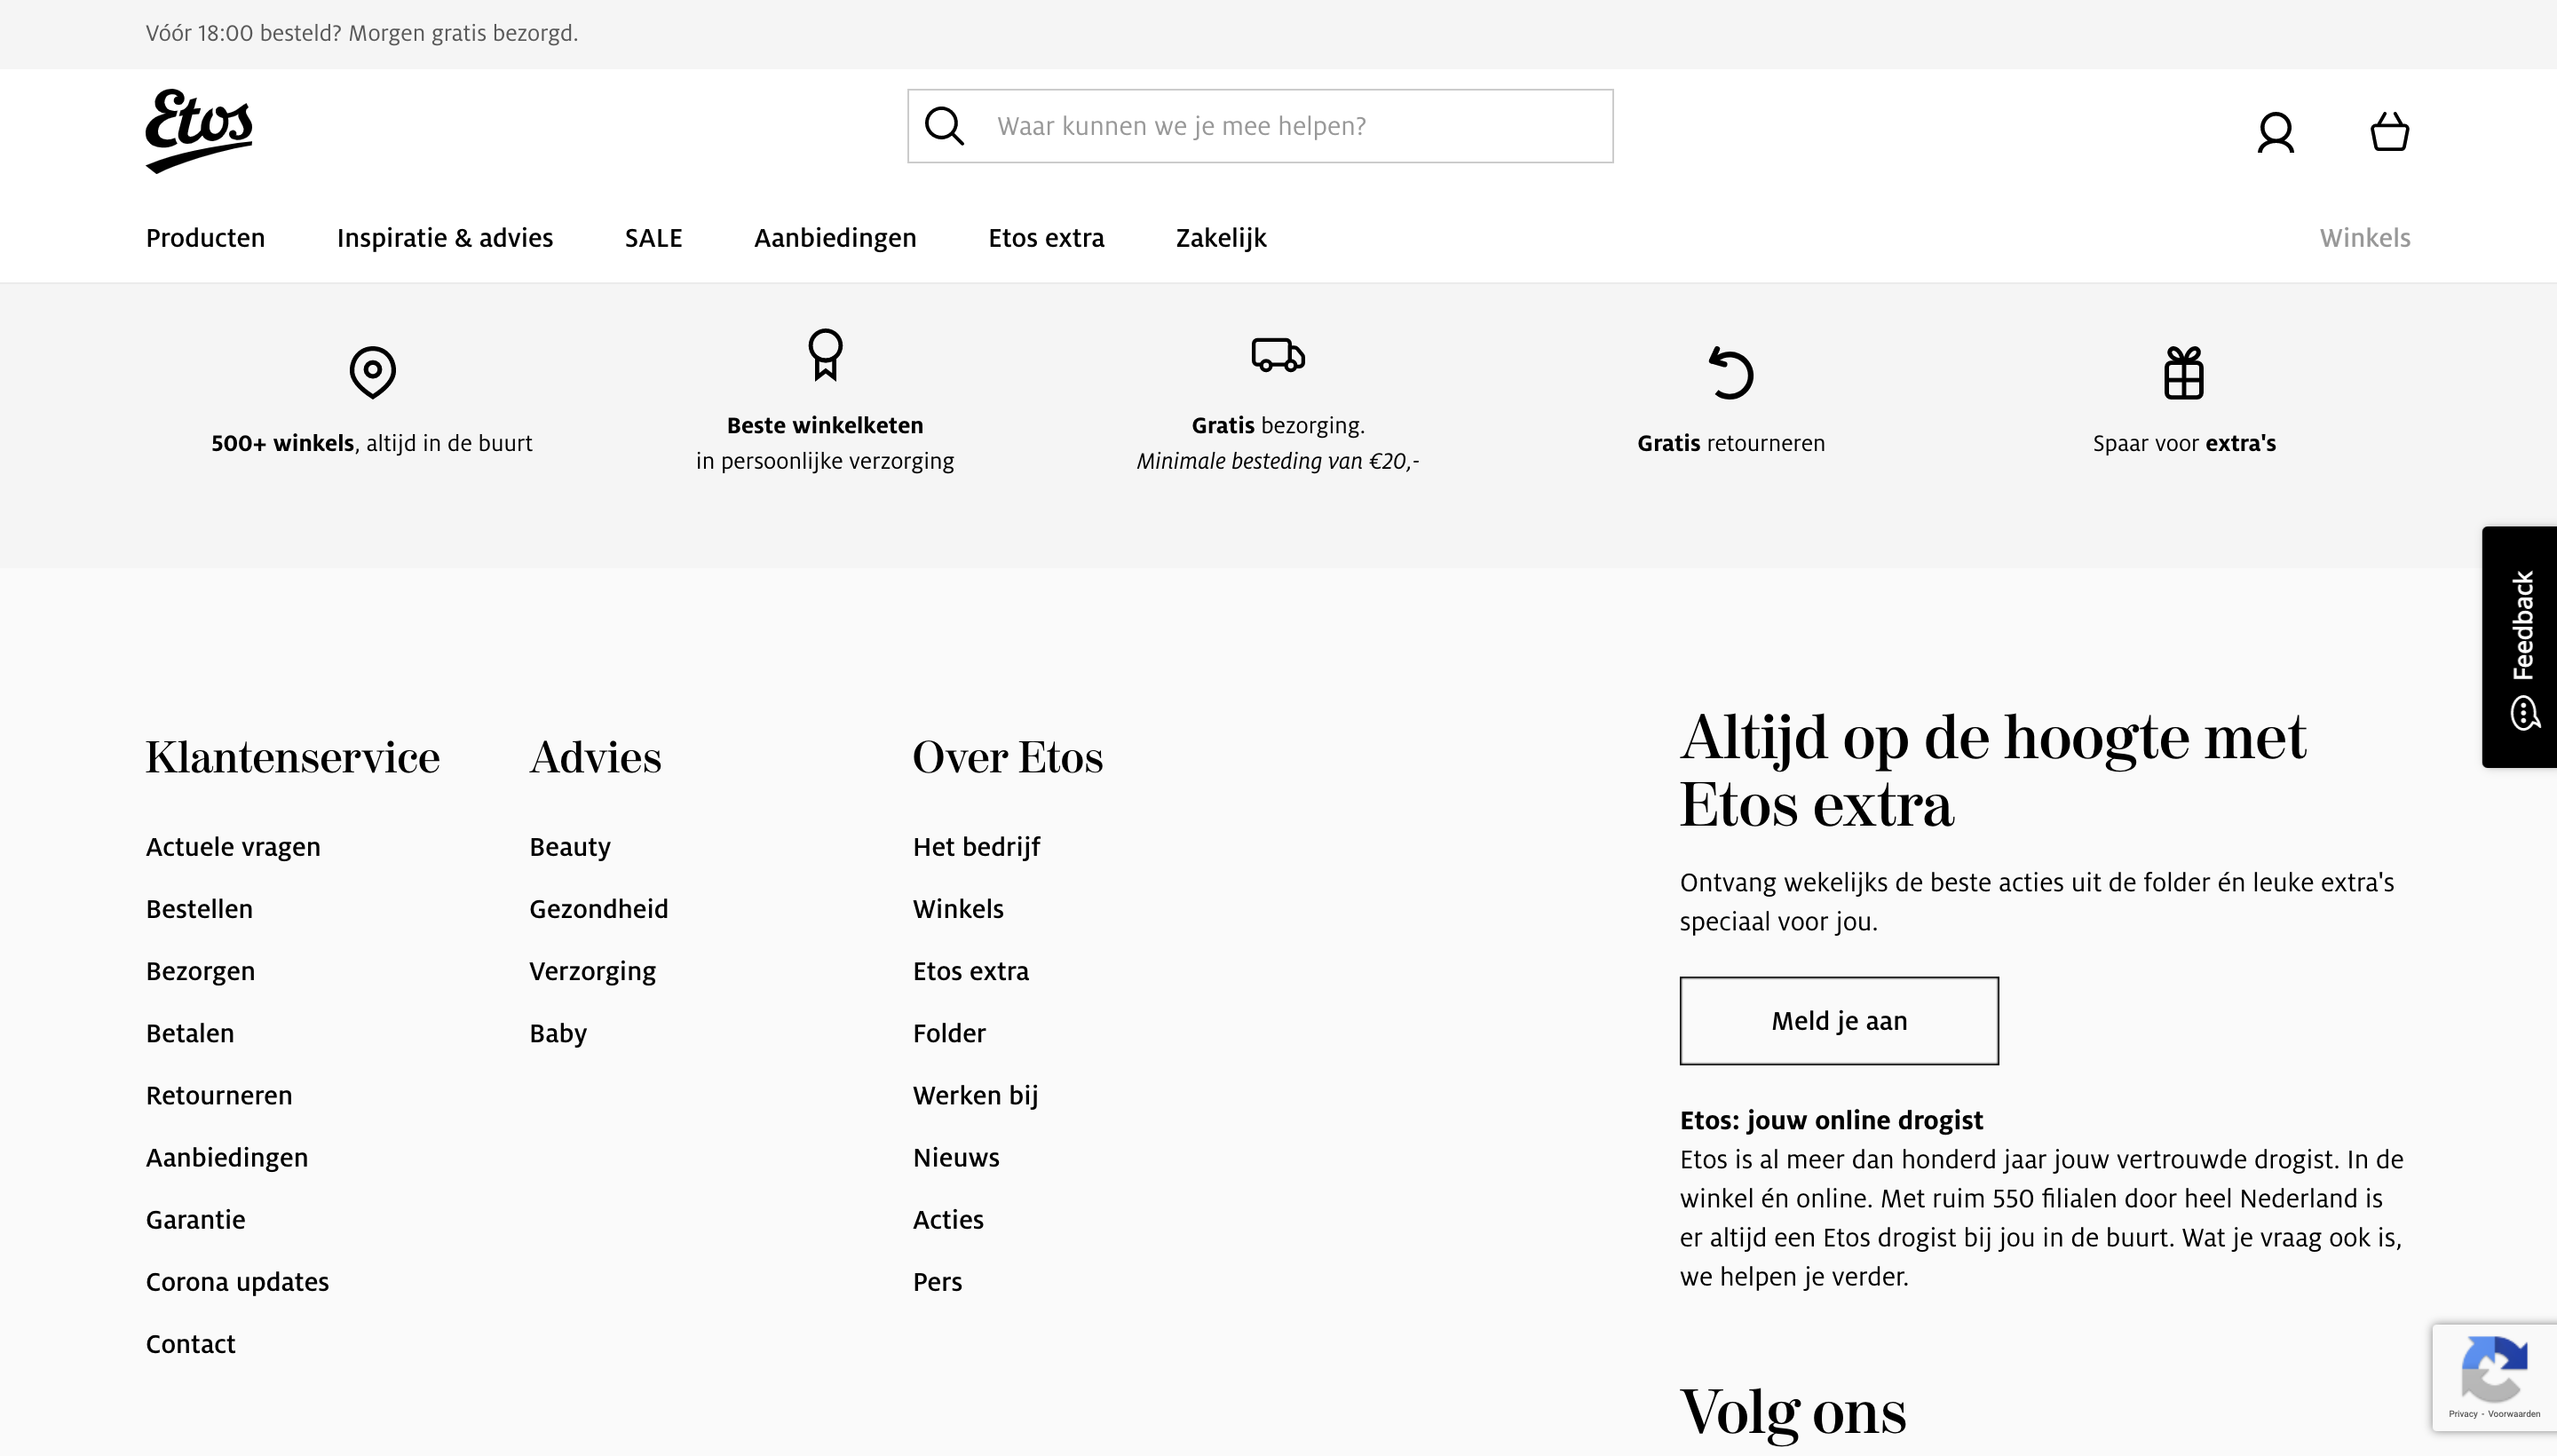 Vóór 18:00 besteld? Morgen gratis bezorgd.
Etos
Waar kunnen we je mee helpen?
Producten
Inspiratie & advies
SALE
Aanbiedingen
Etos extra
Zakelijk
Winkels
500+ winkels, altijd in de buurt
Beste winkelketen
in persoonlijke verzorging
Gratis bezorging.
Minimale besteding van €20,-
Gratis retourneren
Spaar voor extra's
Feedback
Klantenservice
Actuele vragen
Bestellen
Bezorgen
Betalen
Retourneren
Aanbiedingen
Garantie
Corona updates
Contact
Advies
Beauty
Gezondheid
Verzorging
Baby
Over Etos
Het bedrijf
Winkels
Etos extra
Folder
Werken bij
Nieuws
Acties
Pers
Altijd op de hoogte met
Etos extra
Ontvang wekelijks de beste acties uit de folder én leuke extra's
speciaal voor jou.
Meld je aan
Etos: jouw online drogist
Etos is al meer dan honderd jaar jouw vertrouwde drogist. In de
winkel én online. Met ruim 550 filialen door heel Nederland is
er altijd een Etos drogist bij jou in de buurt. Wat je vraag ook is,
we helpen je verder.
Volg ons
Privacy - Voorwaarden